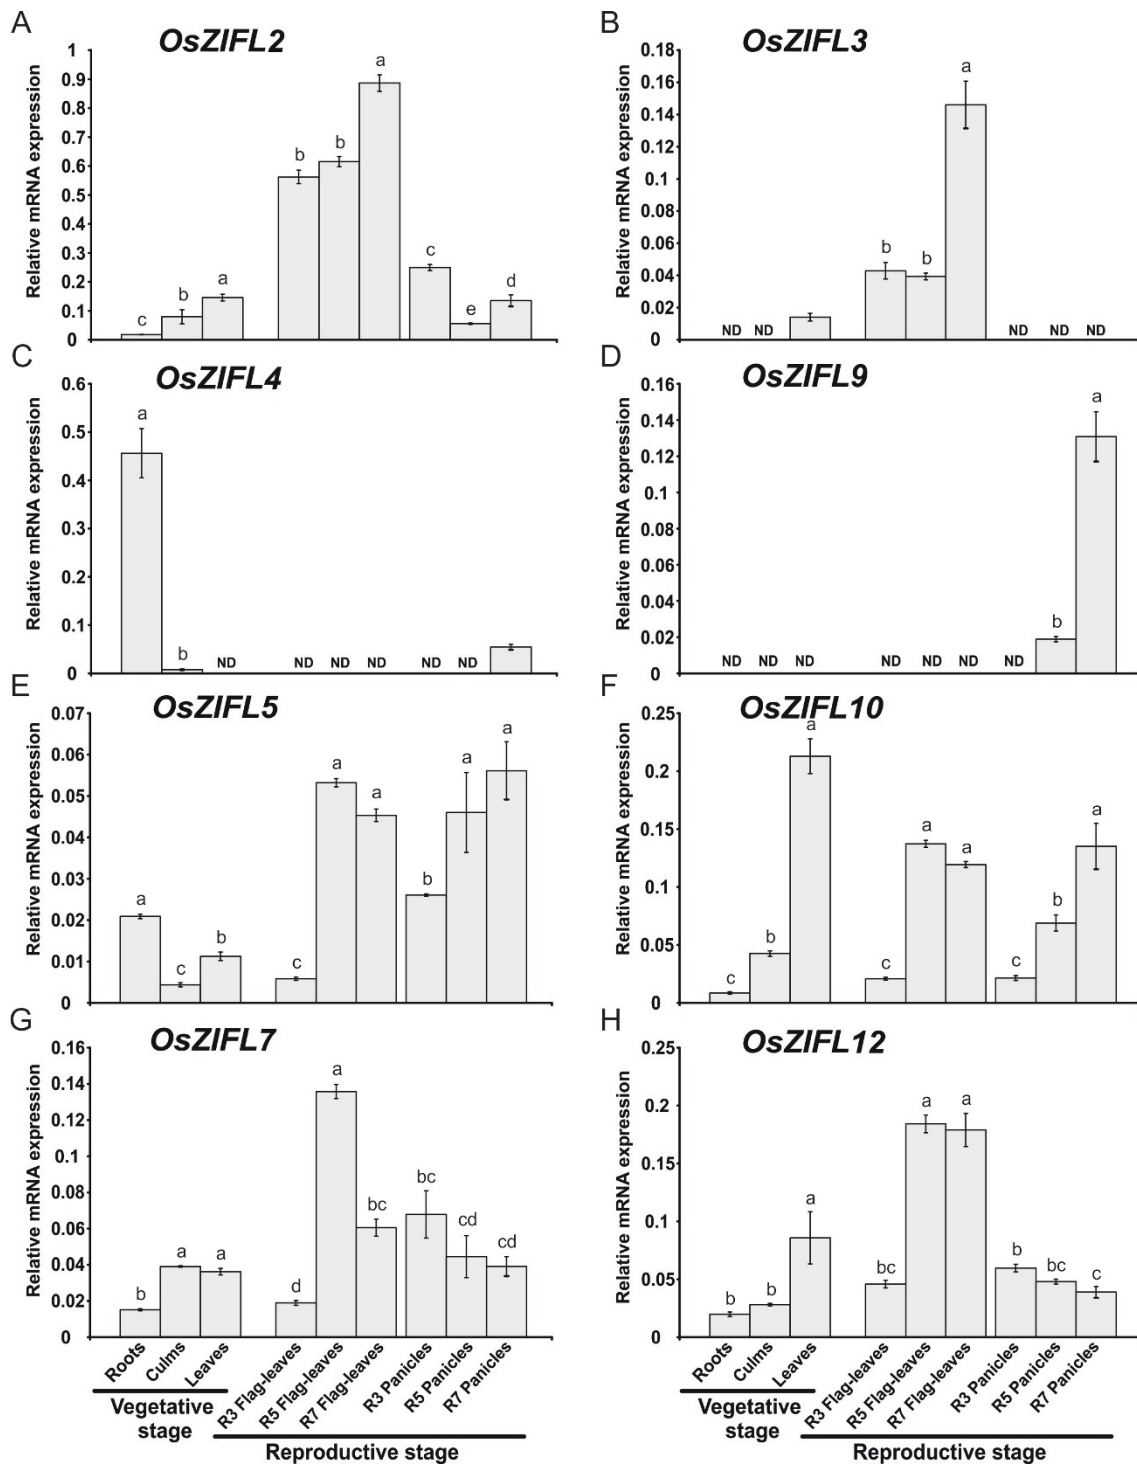 A
OsZIFL2
Relative mRNA expression
1
0.9
0.8
0.7
0.6
0.5
0.4
0.3
0.2
0.1
0
c
b
a
b
b
a
c
e
d
B
OsZIFL3
Relative mRNA expression
0.18
0.16
0.14
0.12
0.1
0.08
0.06
0.04
0.02
0
ND
ND
b
b
a
ND
ND
ND
C
OsZIFL4
Relative mRNA expression
0.6
0.5
0.4
0.3
0.2
0.1
0
a
b
ND
ND
ND
ND
ND
ND
D
OsZIFL9
Relative mRNA expression
0.16
0.14
0.12
0.1
0.08
0.06
0.04
0.02
0
ND
ND
ND
ND
ND
ND
ND
b
a
E
OsZIFL5
Relative mRNA expression
0.07
0.06
0.05
0.04
0.03
0.02
0.01
0
a
c
b
c
a
a
b
a
a
F
OsZIFL10
Relative mRNA expression
0.25
0.2
0.15
0.1
0.05
0
c
b
a
c
a
a
c
b
a
G
OsZIFL7
Relative mRNA expression
0.16
0.14
0.12
0.1
0.08
0.06
0.04
0.02
0
b
a
a
d
a
bc
bc
cd
cd
Roots
Culms
Leaves
R3 Flag-leaves
R5 Flag-leaves
R7 Flag-leaves
R3 Panicles
R5 Panicles
R7 Panicles
Vegetative
stage
Reproductive stage
H
OsZIFL12
Relative mRNA expression
0.25
0.2
0.15
0.1
0.05
0
b
b
a
bc
a
a
b
bc
c
Roots
Culms
Leaves
R3 Flag-leaves
R5 Flag-leaves
R7 Flag-leaves
R3 Panicles
R5 Panicles
R7 Panicles
Vegetative
stage
Reproductive stage